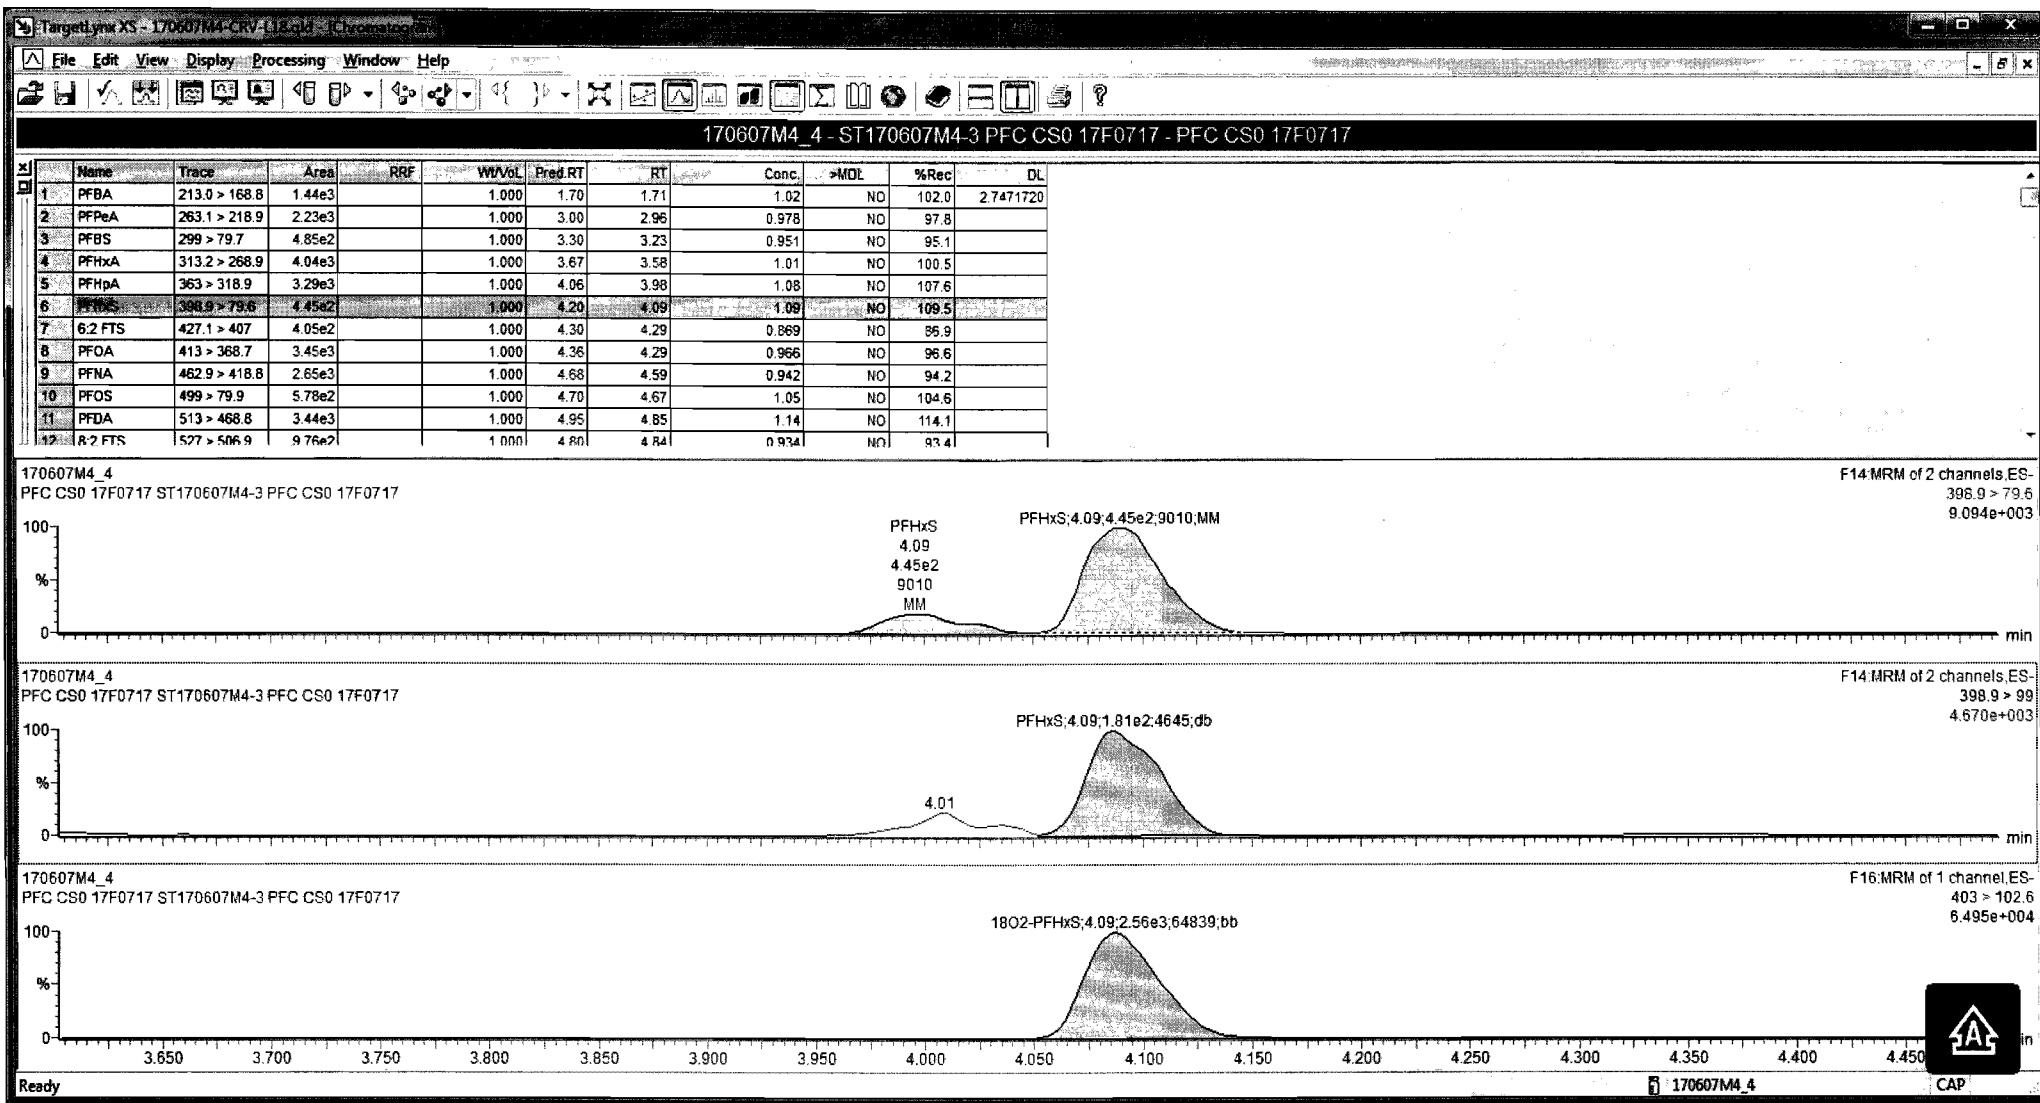 TargetLynx XS - 170607M4-CRV-L18.qld - [Chromatogram]
File Edit View Display Processing Window Help
170607M4_4 - ST170607M4-3 PFC CS0 17F0717 - PFC CS0 17F0717
Name Trace Area RRF Wt/Vol. Pred.RT RT Conc. >MDL %Rec DL
1 PFBA 213.0 > 168.8 1.44e3 1.000 1.70 1.71 1.02 NO 102.0 2.7471720
2 PFPeA 263.1 > 218.9 2.23e3 1.000 3.00 2.96 0.978 NO 97.8
3 PFBS 299 > 79.7 4.85e2 1.000 3.30 3.23 0.951 NO 95.1
4 PFHxA 313.2 > 268.9 4.04e3 1.000 3.67 3.58 1.01 NO 100.5
5 PFHpA 363 > 318.9 3.29e3 1.000 4.06 3.98 1.08 NO 107.6
6 PFHxS 398.9 > 79.6 4.45e2 1.000 4.20 4.09 1.09 NO 109.5
7 6:2 FTS 427.1 > 407 4.05e2 1.000 4.30 4.29 0.869 NO 86.9
8 PFOA 413 > 368.7 3.45e3 1.000 4.36 4.29 0.966 NO 96.6
9 PFNA 462.9 > 418.8 2.65e3 1.000 4.68 4.59 0.942 NO 94.2
10 PFOS 499 > 79.9 5.78e2 1.000 4.70 4.67 1.05 NO 104.6
11 PFDA 513 > 468.8 3.44e3 1.000 4.95 4.85 1.14 NO 114.1
12 8:2 FTS 527 > 506.9 9.76e2 1.000 4.80 4.84 0.934 NO 93.4
170607M4_4
PFC CS0 17F0717 ST170607M4-3 PFC CS0 17F0717
F14:MRM of 2 channels,ES-
398.9 > 79.6
9.094e+003
100
%
0
PFHxS
4.09
4.45e2
9010
MM
PFHxS;4.09;4.45e2;9010;MM
min
170607M4_4
PFC CS0 17F0717 ST170607M4-3 PFC CS0 17F0717
F14:MRM of 2 channels,ES-
398.9 > 99
4.670e+003
100
%
0
4.01
PFHxS;4.09;1.81e2;4645;db
min
170607M4_4
PFC CS0 17F0717 ST170607M4-3 PFC CS0 17F0717
F16:MRM of 1 channel,ES-
403 > 102.6
6.495e+004
100
%
0
18O2-PFHxS;4.09;2.56e3;64839;bb
3.650 3.700 3.750 3.800 3.850 3.900 3.950 4.000 4.050 4.100 4.150 4.200 4.250 4.300 4.350 4.400 4.450
Ready
170607M4_4
CAP